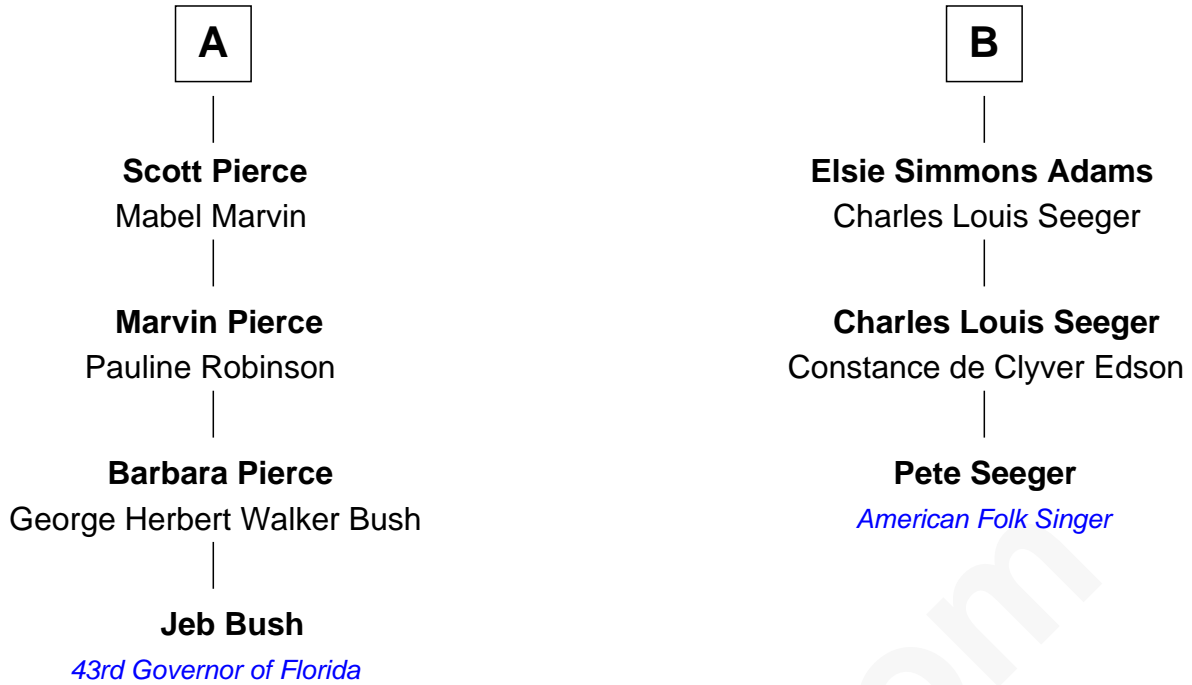 A
Scott Pierce
Mabel Marvin
Marvin Pierce
Pauline Robinson
Barbara Pierce
George Herbert Walker Bush
Jeb Bush
43rd Governor of Florida
B
Elsie Simmons Adams
Charles Louis Seeger
Charles Louis Seeger
Constance de Clyver Edson
Pete Seeger
American Folk Singer
om